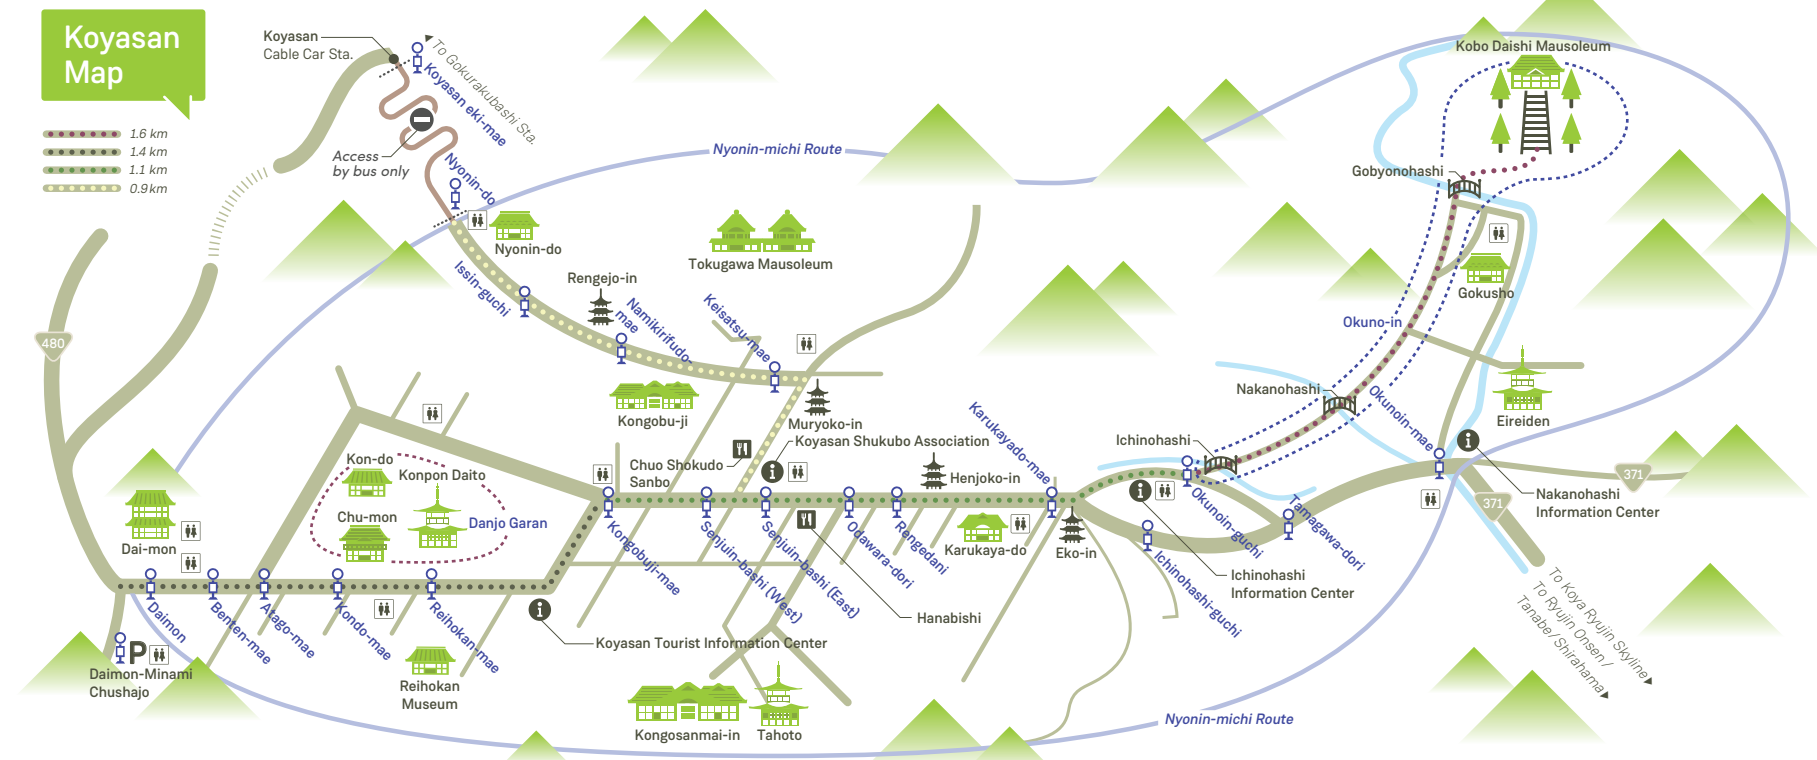 Koyasan
Map
1.6 km
1.4 km
1.1 km
0.9 km
Koyasan
Cable Car Sta.
To Gokurakubashi Sta.
Koyasan eki-mae
Access
by bus only
Nyonin-do
Nyonin-do
Nyonin-michi Route
Issin-guchi
Rengejo-in
Namikirifudo-
mae
Tokugawa Mausoleum
Keisatsu-mae
480
Kongobu-ji
Muryoko-in
Koyasan Shukubo Association
Chuo Shokudo
Sanbo
Henjoko-in
Karukayado-mae
Kon-do
Konpon Daito
Chu-mon
Danjo Garan
Dai-mon
Daimon
Benten-mae
Atago-mae
Kondo-mae
Reihokan-mae
Kongobuji-mae
Senjuin-bashi (West)
Senjuin-bashi (East)
Odawara-dori
Rengedani
Karukaya-do
Eko-in
P
Daimon-Minami
Chushajo
Reihokan
Museum
Koyasan Tourist Information Center
Hanabishi
Kongosanmai-in
Tahoto
Nyonin-michi Route
Kobo Daishi Mausoleum
Gobyonohashi
Gokusho
Okuno-in
Nakanohashi
Okunoin-mae
Eireiden
Ichinohashi
Okunoin-guchi
Tamagawa-dori
Ichinohashi-guchi
Ichinohashi
Information Center
Nakanohashi
Information Center
371
371
To Koya Ryujin Skyline
To Ryujin Onsen /
Tanabe / Shirahama